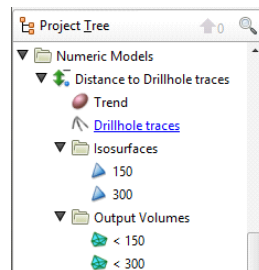 Project Tree 0
Numeric Models
Distance to Drillhole traces
Trend
Drillhole traces
Isosurfaces
150
300
Output Volumes
< 150
< 300